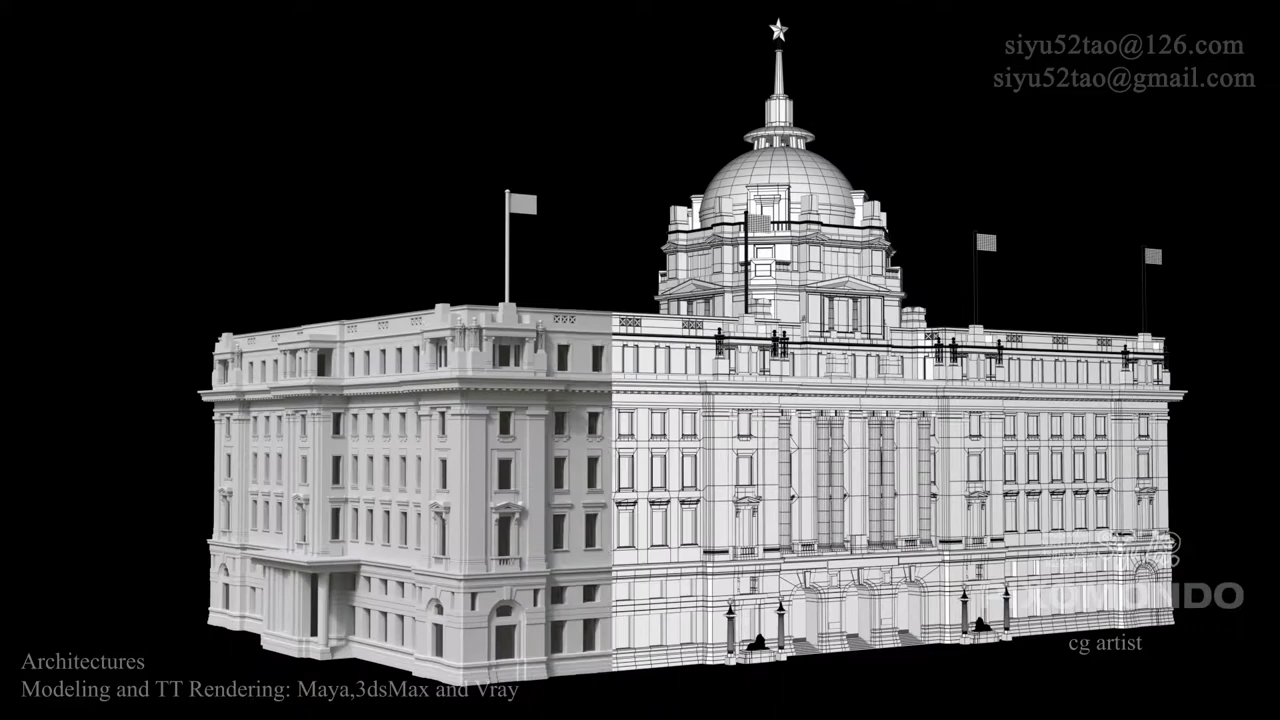 siyu52tao@126.com
siyu52tao@gmail.com
cg artist
Architectures
Modeling and TT Rendering: Maya,3dsMax and Vray